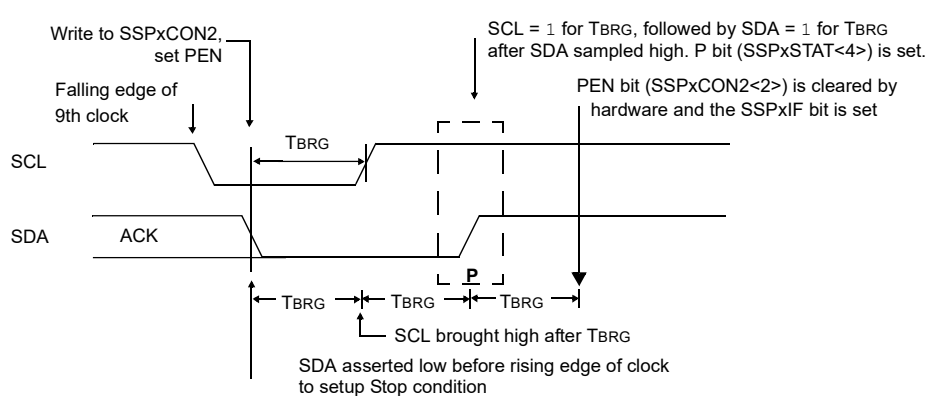 Write to SSPxCON2,
set PEN
SCL = 1 for TBRG, followed by SDA = 1 for TBRG
after SDA sampled high. P bit (SSPxSTAT<4>) is set.
Falling edge of
9th clock
PEN bit (SSPxCON2<2>) is cleared by
hardware and the SSPxIF bit is set
TBRG
SCL
SDA
ACK
P
TBRG
TBRG
TBRG
SCL brought high after TBRG
SDA asserted low before rising edge of clock
to setup Stop condition